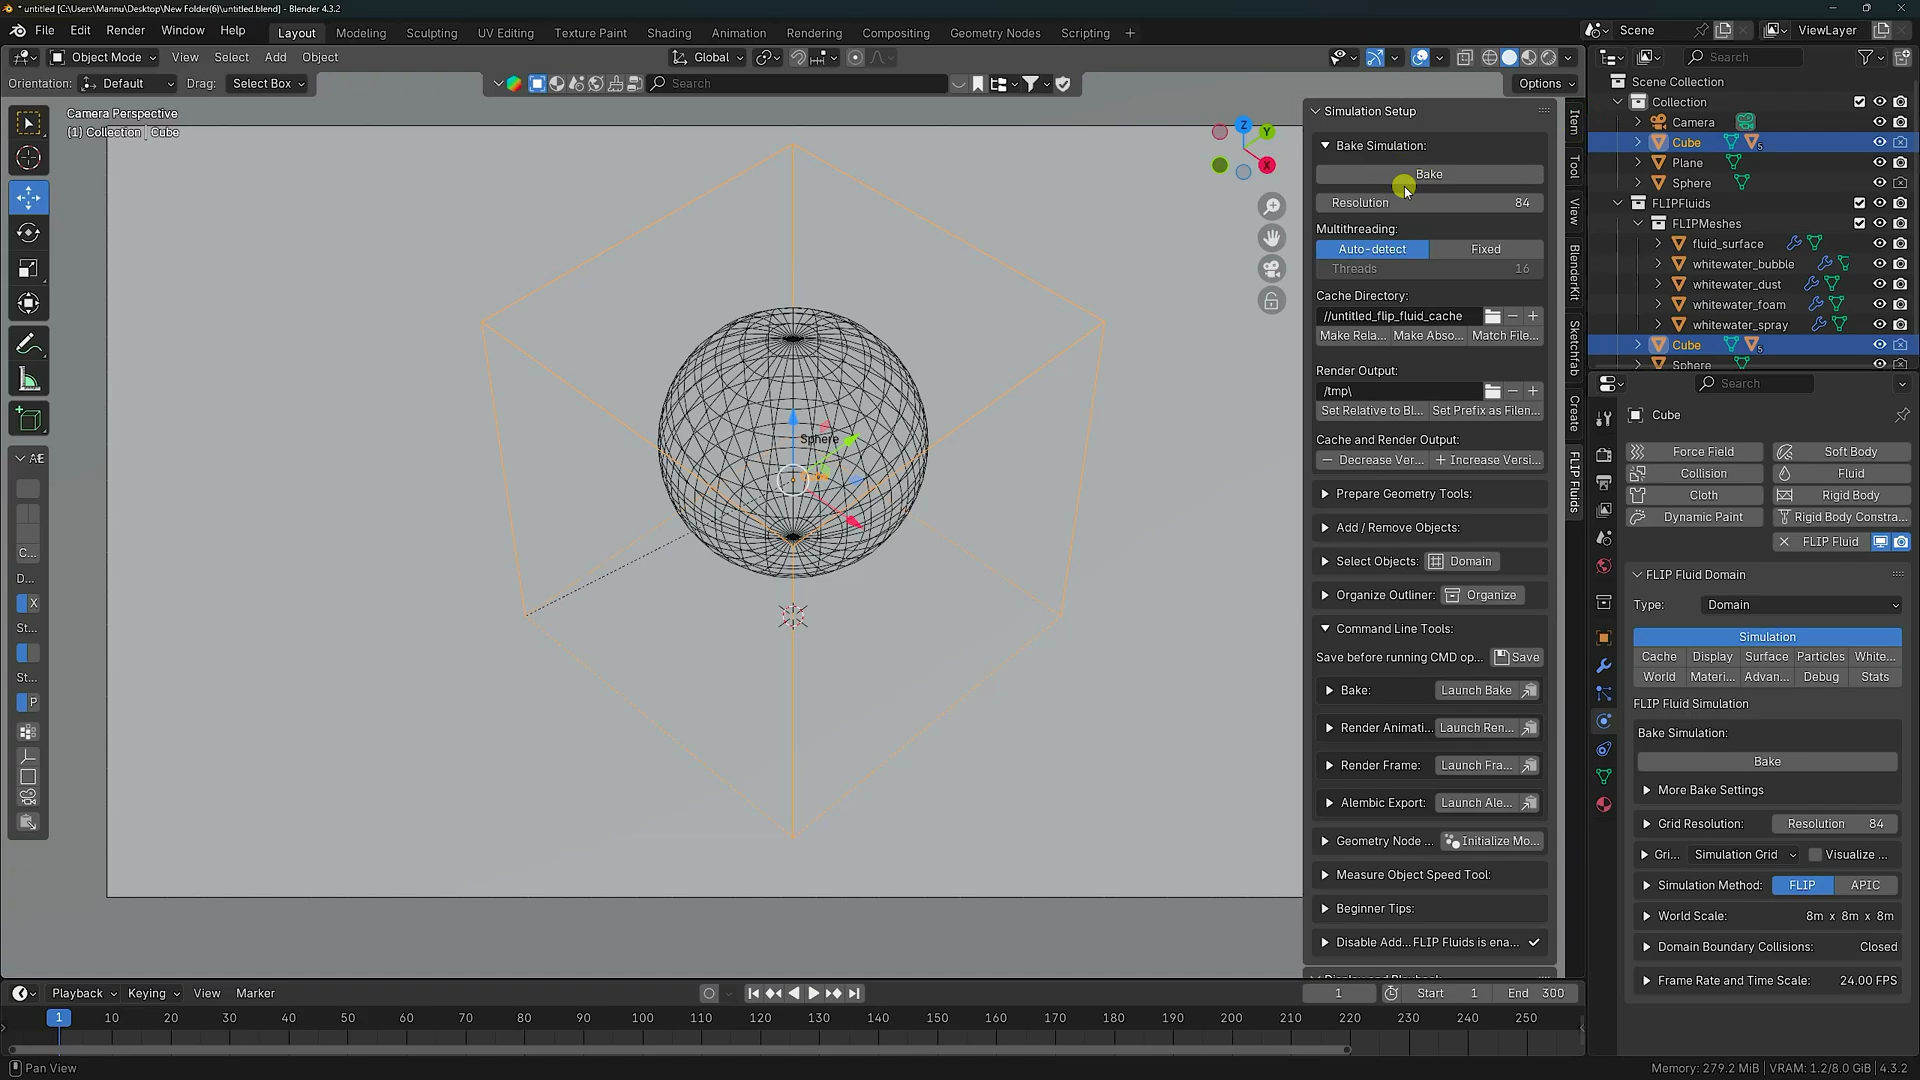 * untitled [C:\Users\Mannu\Desktop\New Folder(6)\untitled.blend] - Blender 4.3.2
File Edit Render Window Help Layout Modeling Sculpting UV Editing Texture Paint Shading Animation Rendering Compositing Geometry Nodes Scripting + Scene ViewLayer
Object Mode View Select Add Object Global Search
Orientation: Default Drag: Select Box Search Options
Camera Perspective
(1) Collection | Cube
Z
Y
X
Sphere
AE
C...
D...
X
St...
St...
P
Simulation Setup
Bake Simulation:
Bake
Resolution 84
Multithreading:
Auto-detect Fixed
Threads 16
Cache Directory:
//untitled_flip_fluid_cache
Make Rela... Make Abso... Match File...
Render Output:
/tmp\
Set Relative to Bl... Set Prefix as Filen...
Cache and Render Output:
Decrease Ver... Increase Versi...
Prepare Geometry Tools:
Add / Remove Objects:
Select Objects: Domain
Organize Outliner: Organize
Command Line Tools:
Save before running CMD op... Save
Bake: Launch Bake
Render Animati... Launch Ren...
Render Frame: Launch Fra...
Alembic Export: Launch Ale...
Geometry Node ... Initialize Mo...
Measure Object Speed Tool:
Beginner Tips:
Disable Add... FLIP Fluids is ena...
Item
Tool
View
BlenderKit
Sketchfab
Create
FLIP Fluids
Scene Collection
Collection
Camera
Cube 5
Plane
Sphere
FLIPFluids
FLIPMeshes
fluid_surface
whitewater_bubble
whitewater_dust
whitewater_foam
whitewater_spray
Cube 5
Sphere
Search
Cube
Force Field Soft Body
Collision Fluid
Cloth Rigid Body
Dynamic Paint Rigid Body Constra...
FLIP Fluid
FLIP Fluid Domain
Type: Domain
Simulation
Cache Display Surface Particles White...
World Materi... Advan... Debug Stats
FLIP Fluid Simulation
Bake Simulation:
Bake
More Bake Settings
Grid Resolution: Resolution 84
Gri... Simulation Grid Visualize ...
Simulation Method: FLIP APIC
World Scale: 8m x 8m x 8m
Domain Boundary Collisions: Closed
Frame Rate and Time Scale: 24.00 FPS
Playback Keying View Marker 1 Start 1 End 300
1 10 20 30 40 50 60 70 80 90 100 110 120 130 140 150 160 170 180 190 200 210 220 230 240 250
Pan View Memory: 279.2 MiB | VRAM: 1.2/8.0 GiB | 4.3.2